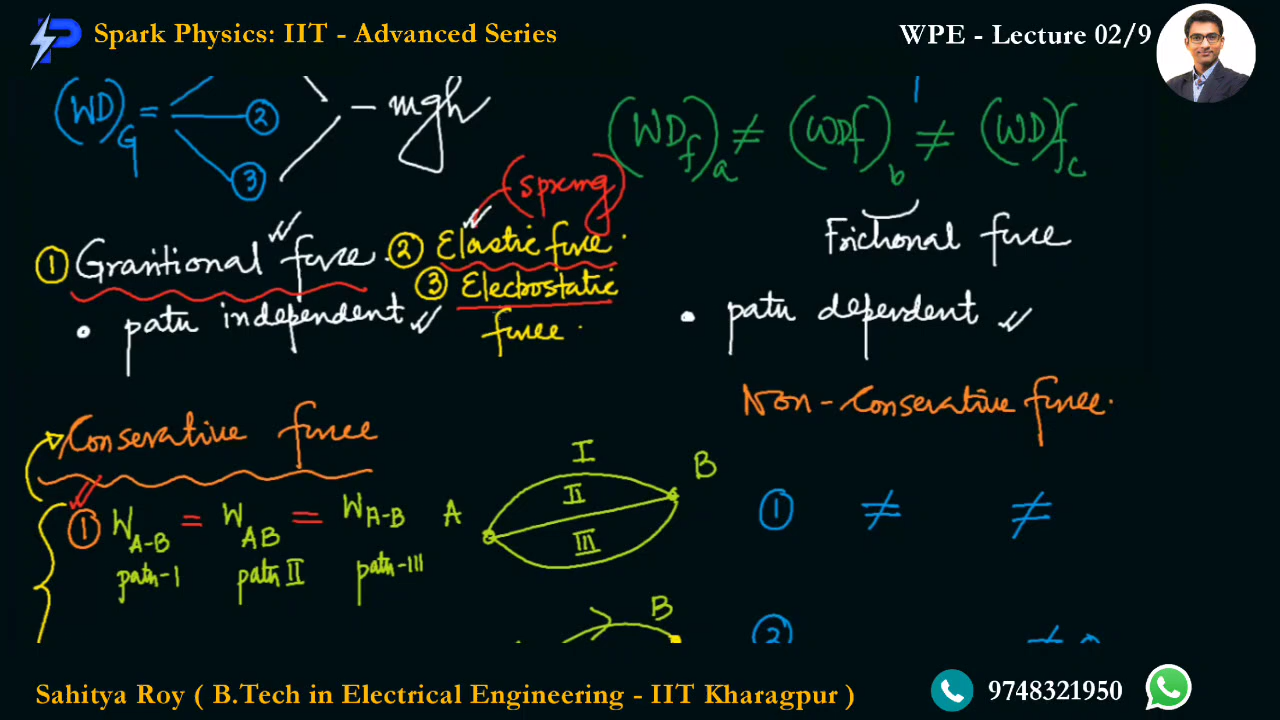 Spark Physics: IIT - Advanced Series
WPE - Lecture 02/9
(WD)G = ② ③ - mgh
(WDf)a ≠ (WDf)b ≠ (WD)fc
(spring)
① Gravitional force. ② Elastic force.
③ Electrostatic
force.
Frictional force
• path independent
• path dependent
Conservative force
Non-Conservative force.
① W A-B = W AB = W A-B
path-I path II path-III
A I II III B
① ≠ ≠
B
② ≠ 0
Sahitya Roy ( B.Tech in Electrical Engineering - IIT Kharagpur )
9748321950